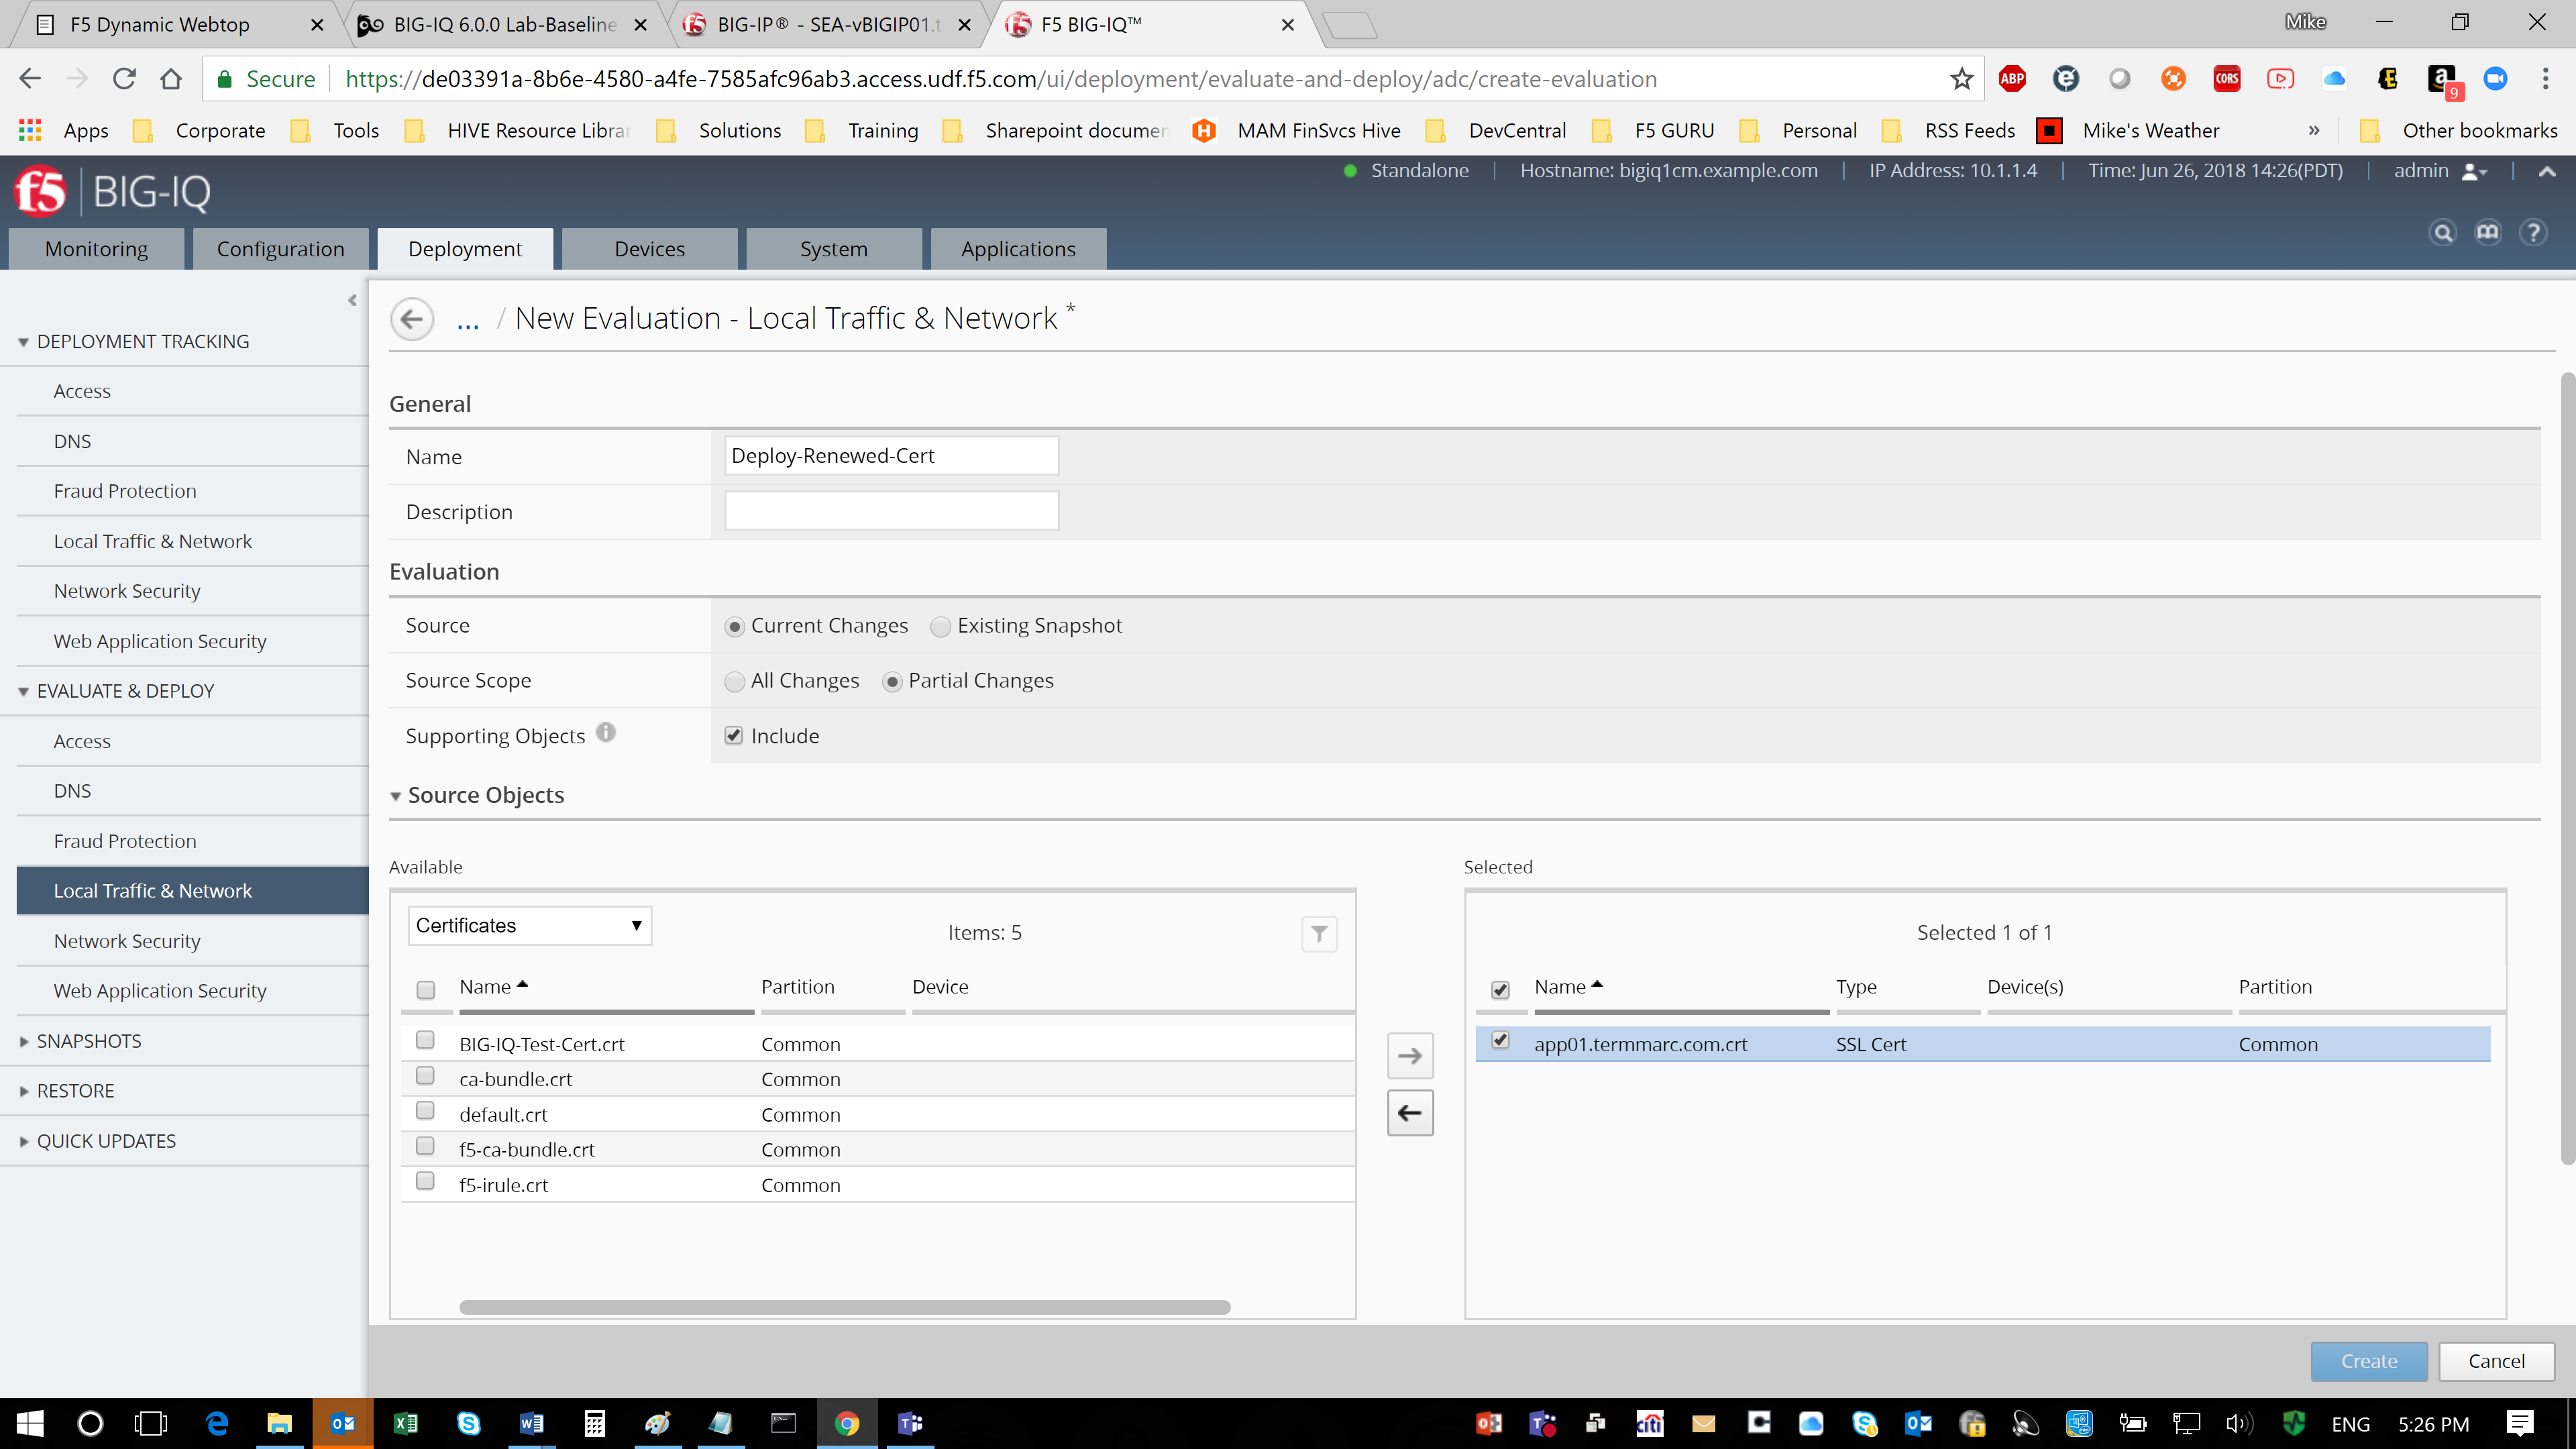 F5 Dynamic Webtop
BIG-IQ 6.0.0 Lab-Baseline
BIG-IP® - SEA-vBIGIP01.t
F5 BIG-IQ™
Mike
Secure
https://de03391a-8b6e-4580-a4fe-7585afc96ab3.access.udf.f5.com/ui/deployment/evaluate-and-deploy/adc/create-evaluation
ABP
CORS
9
Apps
Corporate
Tools
HIVE Resource Librar
Solutions
Training
Sharepoint documen
MAM FinSvcs Hive
DevCentral
F5 GURU
Personal
RSS Feeds
Mike's Weather
»
Other bookmarks
f5 BIG-IQ
Standalone
Hostname: bigiq1cm.example.com
IP Address: 10.1.1.4
Time: Jun 26, 2018 14:26(PDT)
admin
Monitoring
Configuration
Deployment
Devices
System
Applications
DEPLOYMENT TRACKING
Access
DNS
Fraud Protection
Local Traffic & Network
Network Security
Web Application Security
EVALUATE & DEPLOY
Access
DNS
Fraud Protection
Local Traffic & Network
Network Security
Web Application Security
SNAPSHOTS
RESTORE
QUICK UPDATES
... / New Evaluation - Local Traffic & Network *
General
Name
Deploy-Renewed-Cert
Description
Evaluation
Source
Current Changes
Existing Snapshot
Source Scope
All Changes
Partial Changes
Supporting Objects
Include
Source Objects
Available
Certificates
Items: 5
Name
Partition
Device
BIG-IQ-Test-Cert.crt
Common
ca-bundle.crt
Common
default.crt
Common
f5-ca-bundle.crt
Common
f5-irule.crt
Common
Selected
Selected 1 of 1
Name
Type
Device(s)
Partition
app01.termmarc.com.crt
SSL Cert
Common
Create
Cancel
citi
ENG
5:26 PM